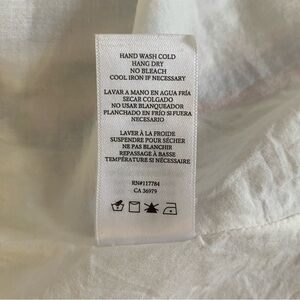 HAND WASH COLD
HANG DRY
NO BLEACH
COOL IRON IF NECESSARY
LAVAR A MANO EN AGUA FRÍA
SECAR COLGADO
NO USAR BLANQUEADOR
PLANCHADO EN FRÍO SI FUERA
NECESARIO
LAVER À LA FROIDE
SUSPENDRE POUR SÈCHER
NE PAS BLANCHIR
REPASSAGE À BASSE
TEMPÉRATURE SI NÉCESSAIRE
RN#117784
CA 36979